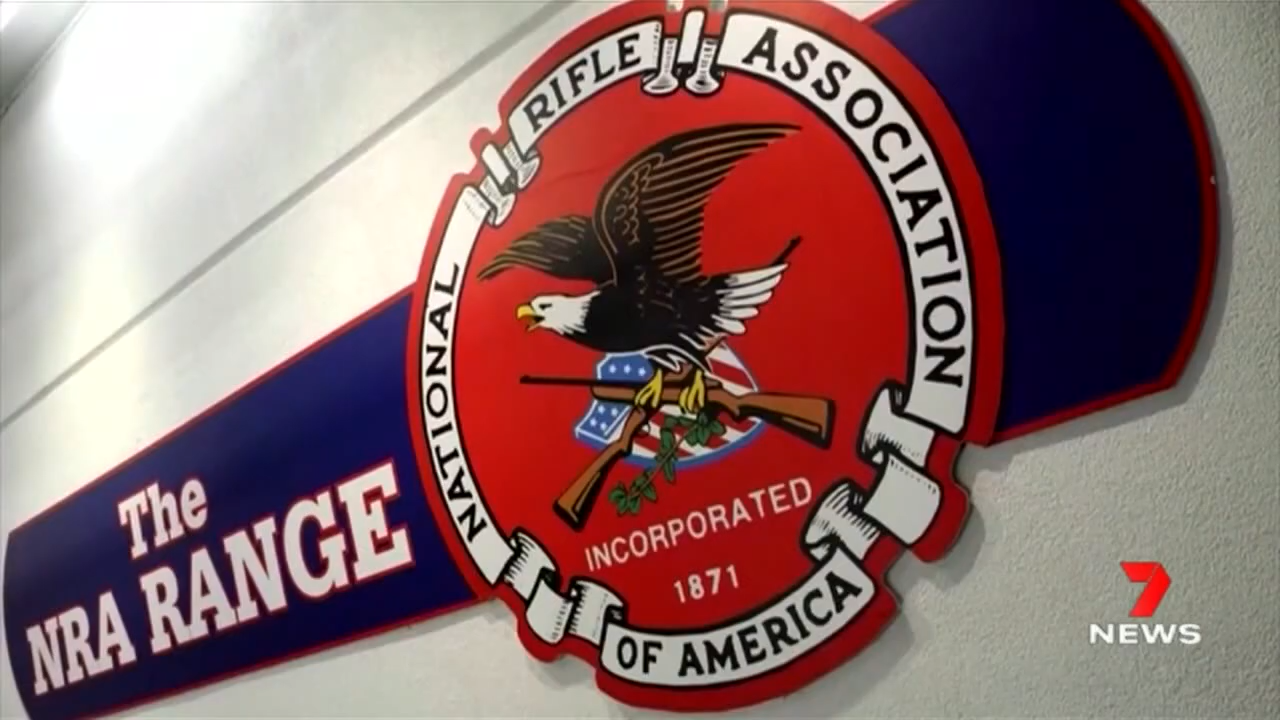 The
NRA RANGE
NATIONAL RIFLE ASSOCIATION
OF AMERICA
INCORPORATED
1871
7
NEWS